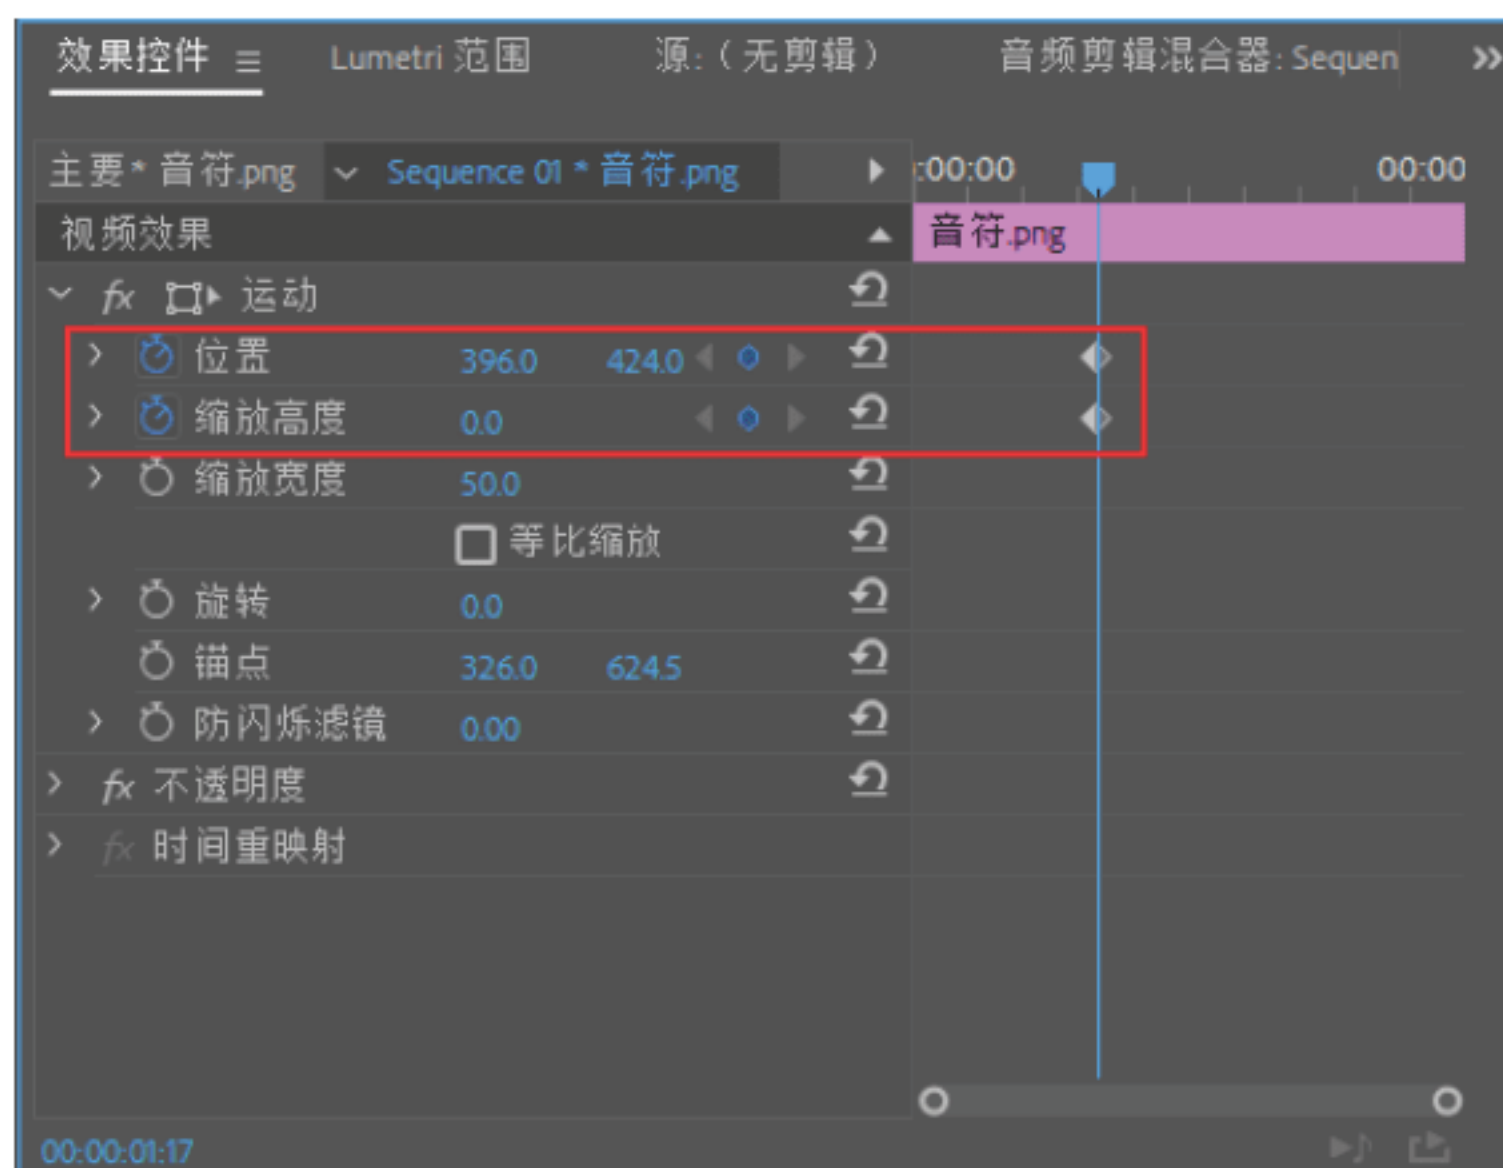 效果控件 Lumetri 范围 源:（无剪辑） 音频剪辑混合器: Sequen
主要* 音符.png Sequence 01 * 音符.png :00:00 00:00
视频效果 音符.png
fx 运动
位置 396.0 424.0
缩放高度 0.0
缩放宽度 50.0
等比缩放
旋转 0.0
锚点 326.0 624.5
防闪烁滤镜 0.00
fx 不透明度
fx 时间重映射
00:00:01:17